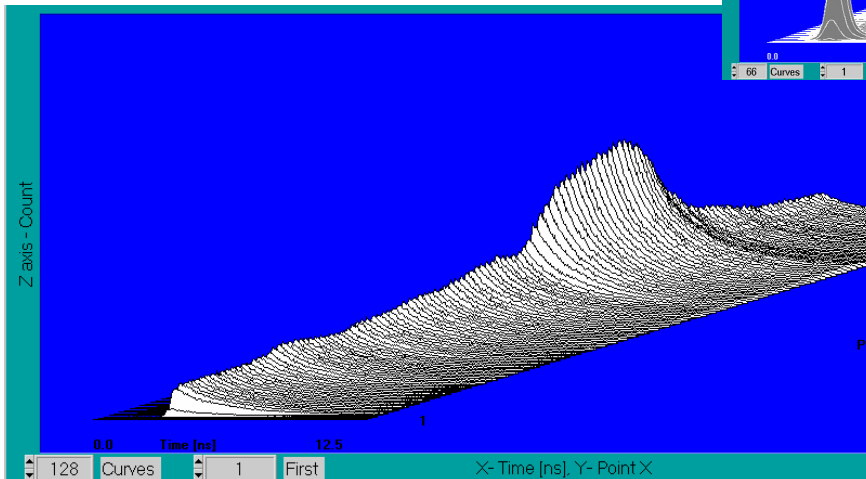 0.0
66 Curves 1
Z axis - Count
P
1
0.0 Time [ns] 12.5
128 Curves 1 First X- Time [ns], Y- Point X